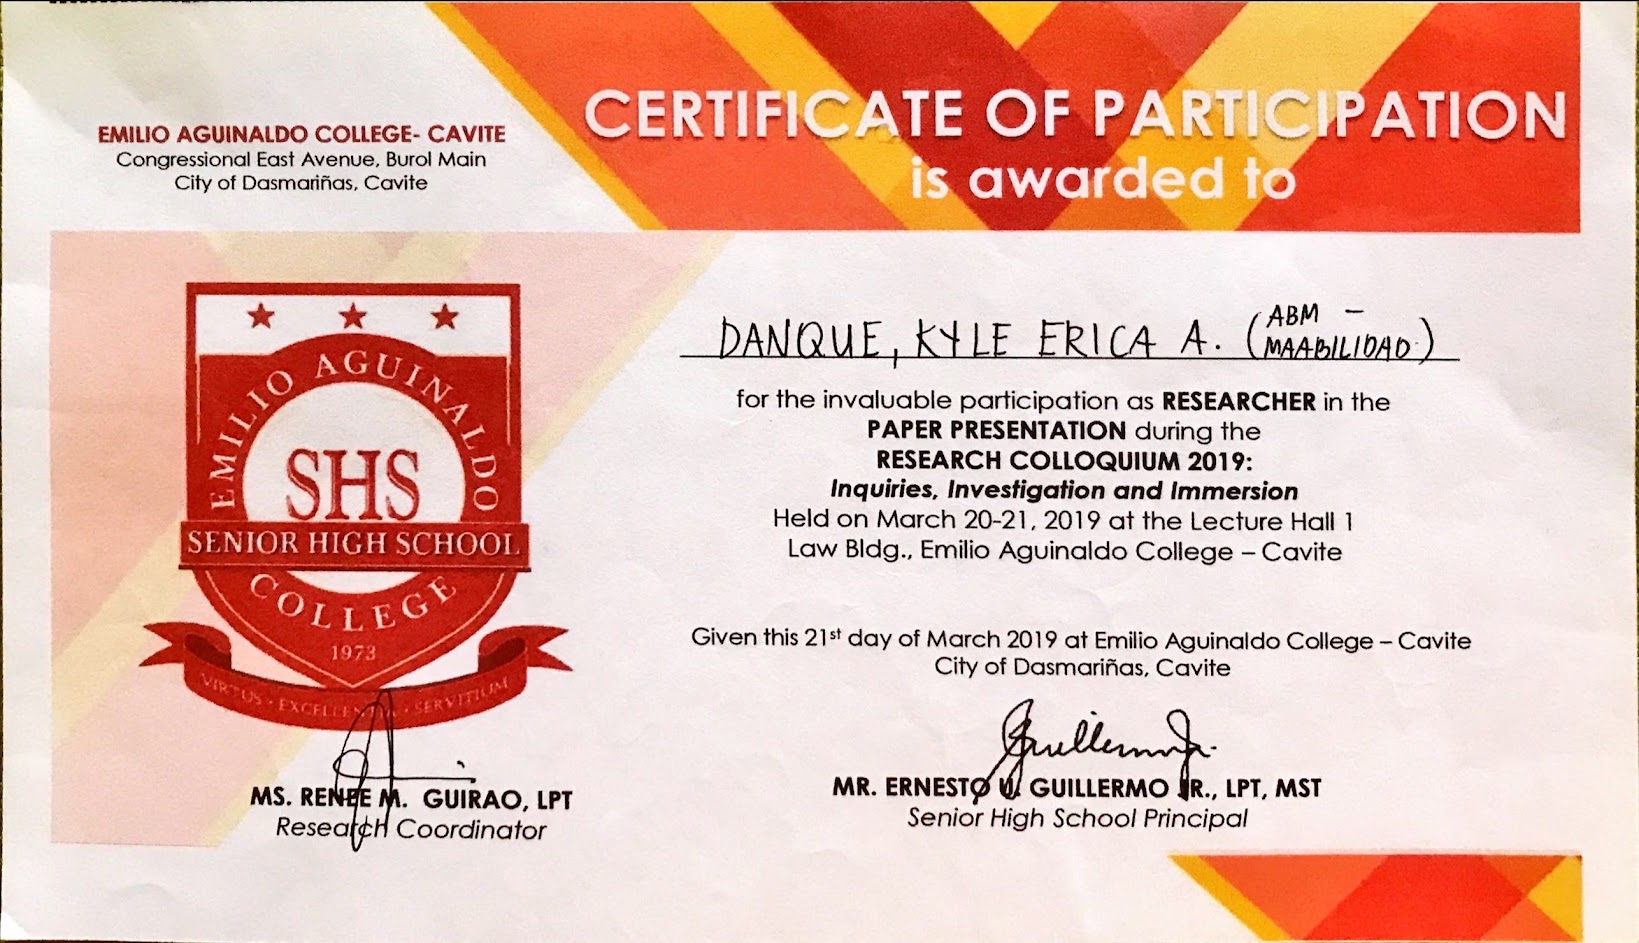 EMILIO AGUINALDO COLLEGE- CAVITE
Congressional East Avenue, Burol Main
City of Dasmariñas, Cavite
CERTIFICATE OF PARTICIPATION
is awarded to
DANQUE, KYLE ERICA A. (ABM – MAABILIDAD)
for the invaluable participation as RESEARCHER in the
PAPER PRESENTATION during the
RESEARCH COLLOQUIUM 2019:
Inquiries, Investigation and Immersion
Held on March 20-21, 2019 at the Lecture Hall 1
Law Bldg., Emilio Aguinaldo College – Cavite
Given this 21st day of March 2019 at Emilio Aguinaldo College – Cavite
City of Dasmariñas, Cavite
EMILIO AGUINALDO
SHS
SENIOR HIGH SCHOOL
COLLEGE
1973
VIRTUS · EXCELLENTIA · SERVITIUM
MS. RENEE M. GUIRAO, LPT
Research Coordinator
Guillermo Jr.
MR. ERNESTO U. GUILLERMO JR., LPT, MST
Senior High School Principal